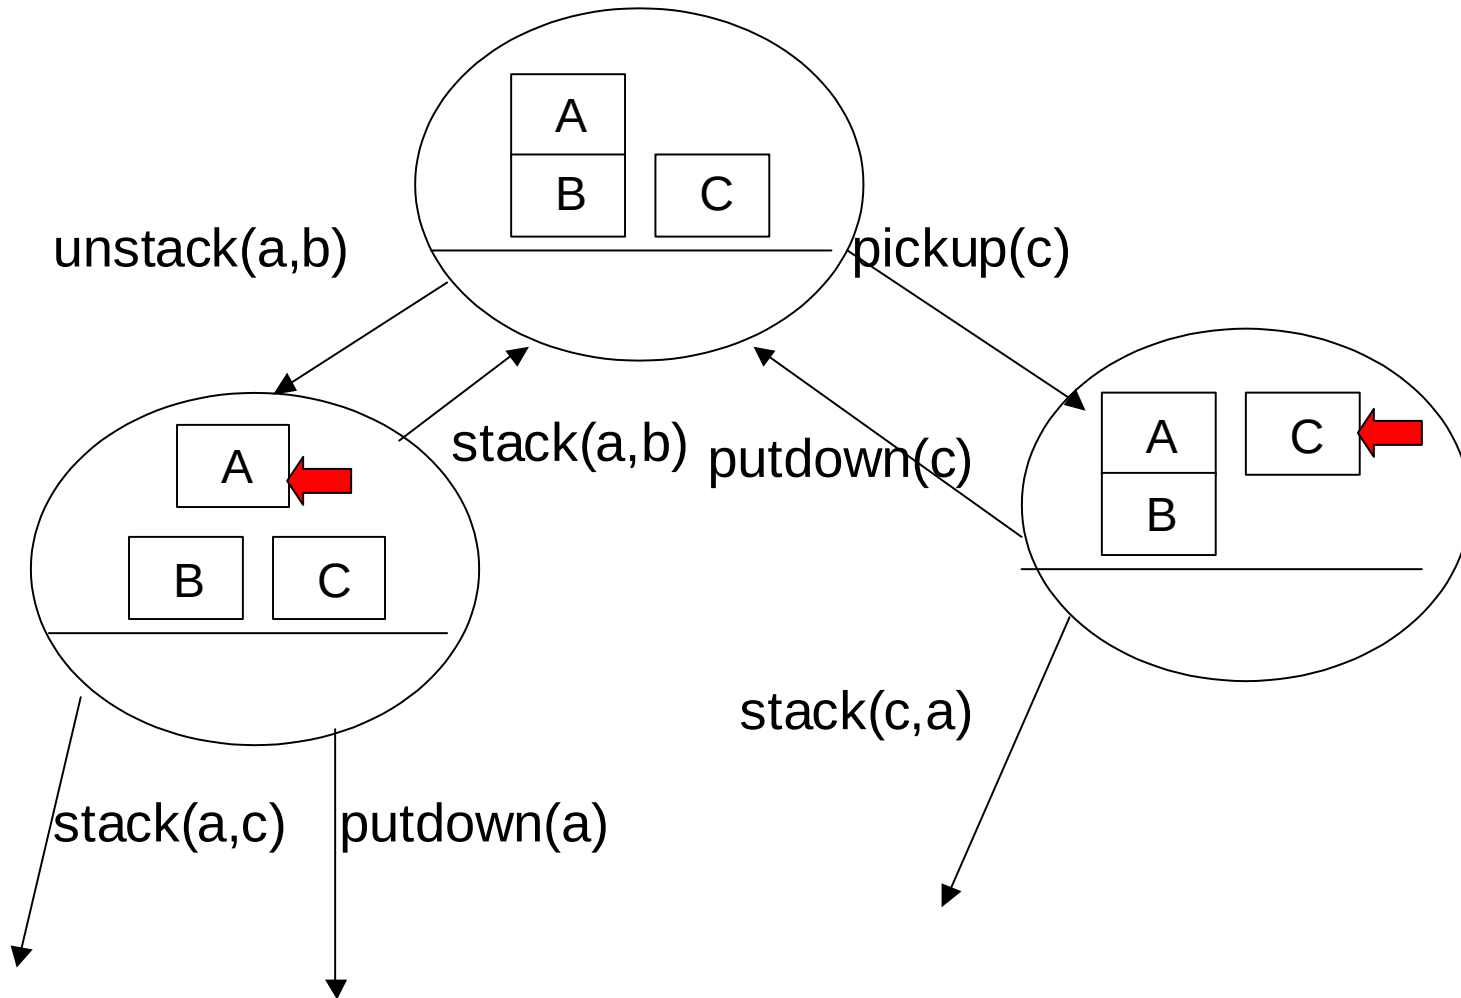 A
B C
unstack(a,b) pickup(c)
stack(a,b) putdown(c)
A
B C
A C
B
stack(c,a)
stack(a,c) putdown(a)